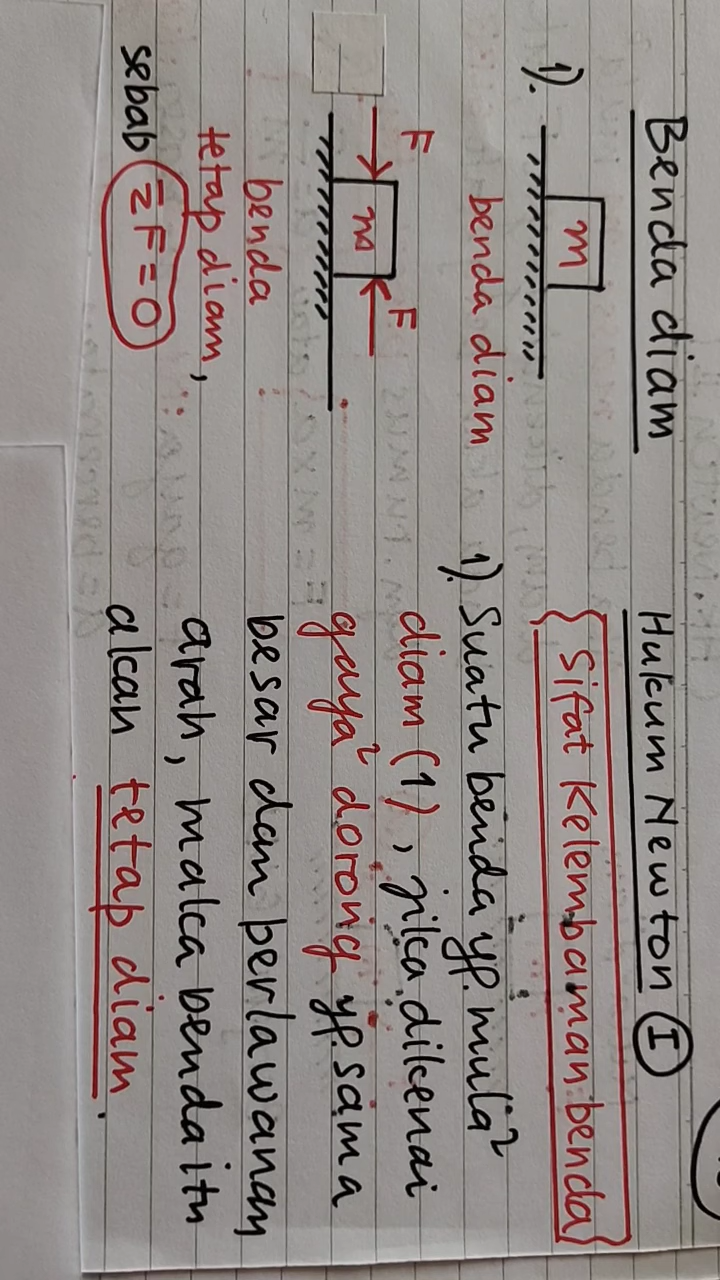 Benda diam
1).
m
benda diam
F
F
m
benda
tetap diam,
sebab ΣF=0
Hukum Newton I
Sifat Kelembaman benda
1). Suatu benda yg. mula²
diam (1), jika dikenai
gaya² dorong yg. sama
besar dan berlawanan
arah, maka benda itu
akan tetap diam.